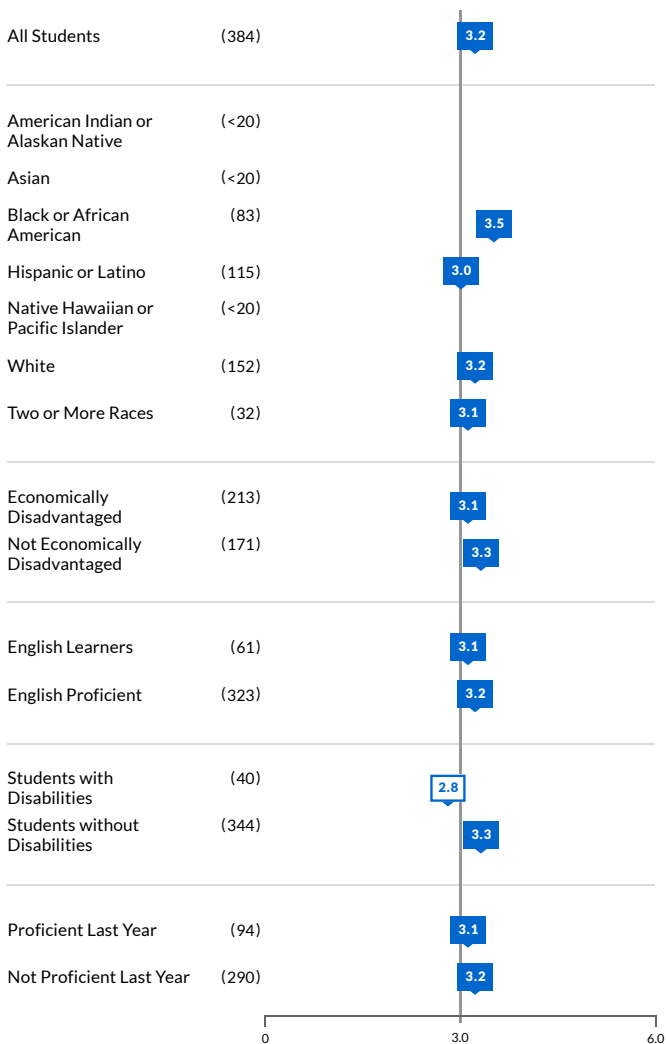 All Students (384) 3.2
American Indian or (<20)
Alaskan Native
Asian (<20)
Black or African (83) 3.5
American
Hispanic or Latino (115) 3.0
Native Hawaiian or (<20)
Pacific Islander
White (152) 3.2
Two or More Races (32) 3.1
Economically (213) 3.1
Disadvantaged
Not Economically (171) 3.3
Disadvantaged
English Learners (61) 3.1
English Proficient (323) 3.2
Students with (40) 2.8
Disabilities
Students without (344) 3.3
Disabilities
Proficient Last Year (94) 3.1
Not Proficient Last Year (290) 3.2
0 3.0 6.0